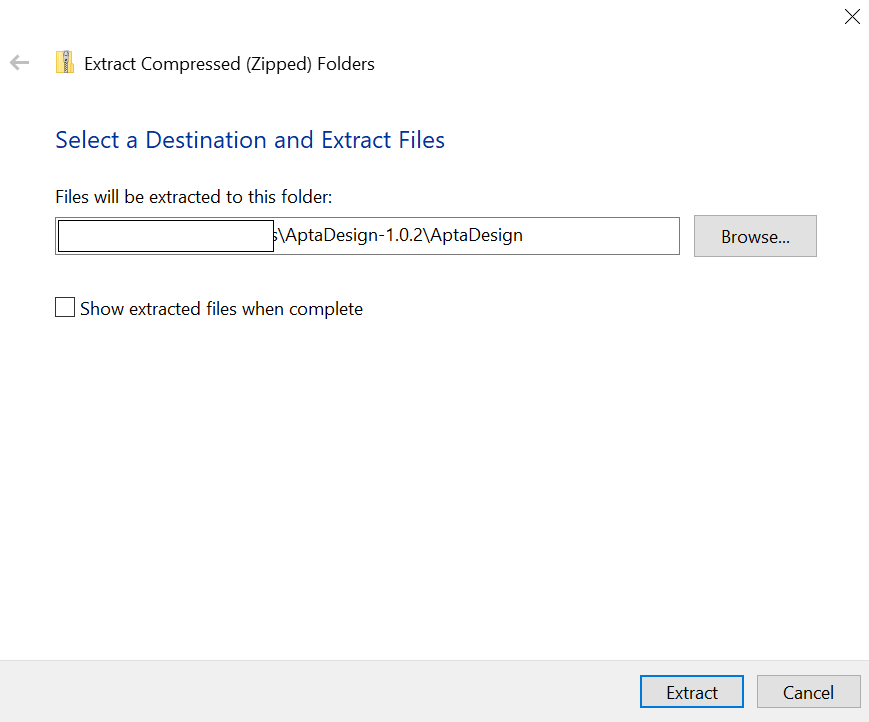 Extract Compressed (Zipped) Folders
Select a Destination and Extract Files
Files will be extracted to this folder:
\AptaDesign-1.0.2\AptaDesign
Browse...
Show extracted files when complete
Extract
Cancel